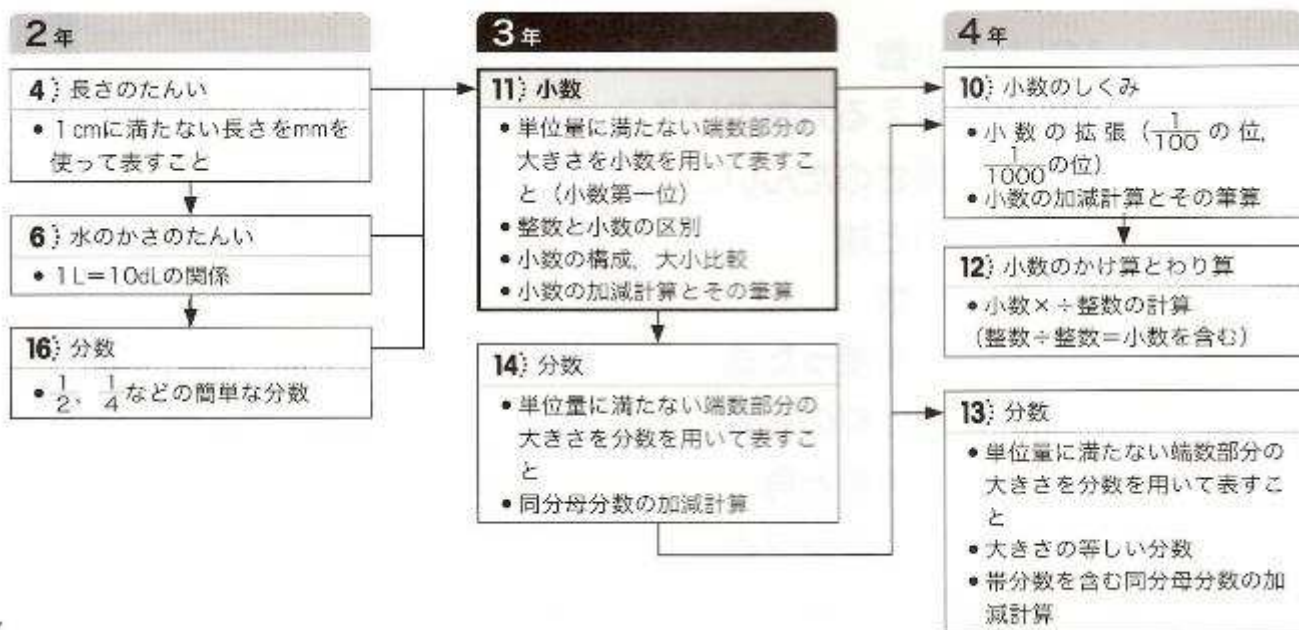 2年
4 長さのたんい
• 1cmに満たない長さをmmを
使って表すこと
6 水のかさのたんい
• 1L=10dLの関係
16 分数
• 1/2、1/4などの簡単な分数
3年
11 小数
• 単位量に満たない端数部分の
大きさを小数を用いて表すこ
と（小数第一位）
• 整数と小数の区別
• 小数の構成，大小比較
• 小数の加減計算とその筆算
14 分数
• 単位量に満たない端数部分の
大きさを分数を用いて表すこ
と
• 同分母分数の加減計算
4年
10 小数のしくみ
• 小数の拡張（1/100の位，
1/1000の位）
• 小数の加減計算とその筆算
12 小数のかけ算とわり算
• 小数×÷整数の計算
（整数÷整数＝小数を含む）
13 分数
• 単位量に満たない端数部分の
大きさを分数を用いて表すこ
と
• 大きさの等しい分数
• 帯分数を含む同分母分数の加
減計算